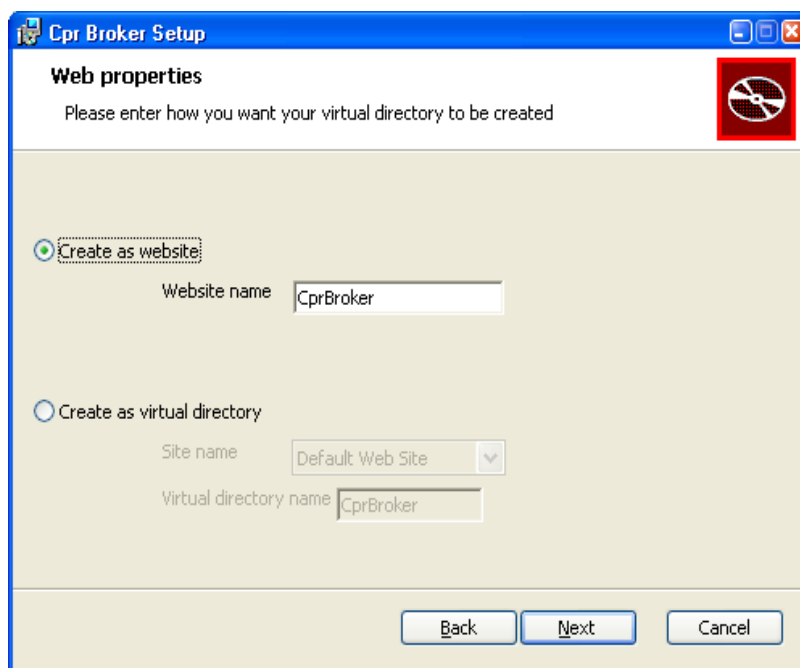 Cpr Broker Setup
Web properties
Please enter how you want your virtual directory to be created
Create as website
Website name CprBroker
Create as virtual directory
Site name Default Web Site
Virtual directory name CprBroker
Back Next Cancel